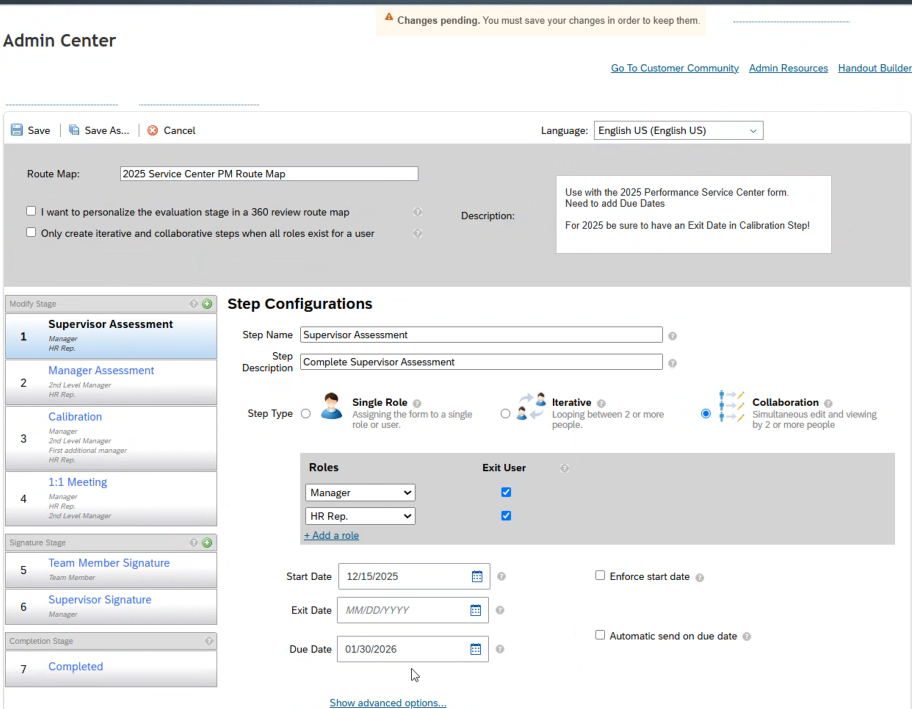 Changes pending. You must save your changes in order to keep them.
Admin Center
Go To Customer Community Admin Resources Handout Builder
Save Save As... Cancel Language: English US (English US)
Route Map: 2025 Service Center PM Route Map
I want to personalize the evaluation stage in a 360 review route map
Only create iterative and collaborative steps when all roles exist for a user
Description:
Use with the 2025 Performance Service Center form.
Need to add Due Dates
For 2025 be sure to have an Exit Date in Calibration Step!
Modify Stage
1 Supervisor Assessment
Manager
HR Rep.
2 Manager Assessment
2nd Level Manager
HR Rep.
3 Calibration
Manager
2nd Level Manager
First additional manager
HR Rep.
4 1:1 Meeting
Manager
HR Rep.
2nd Level Manager
Signature Stage
5 Team Member Signature
Team Member
6 Supervisor Signature
Manager
Completion Stage
7 Completed
Step Configurations
Step Name Supervisor Assessment
Step Description Complete Supervisor Assessment
Step Type
Single Role
Assigning the form to a single
role or user.
Iterative
Looping between 2 or more
people.
Collaboration
Simultaneous edit and viewing
by 2 or more people
Roles Exit User
Manager
HR Rep.
+ Add a role
Start Date 12/15/2025 Enforce start date
Exit Date MM/DD/YYYY
Due Date 01/30/2026 Automatic send on due date
Show advanced options...